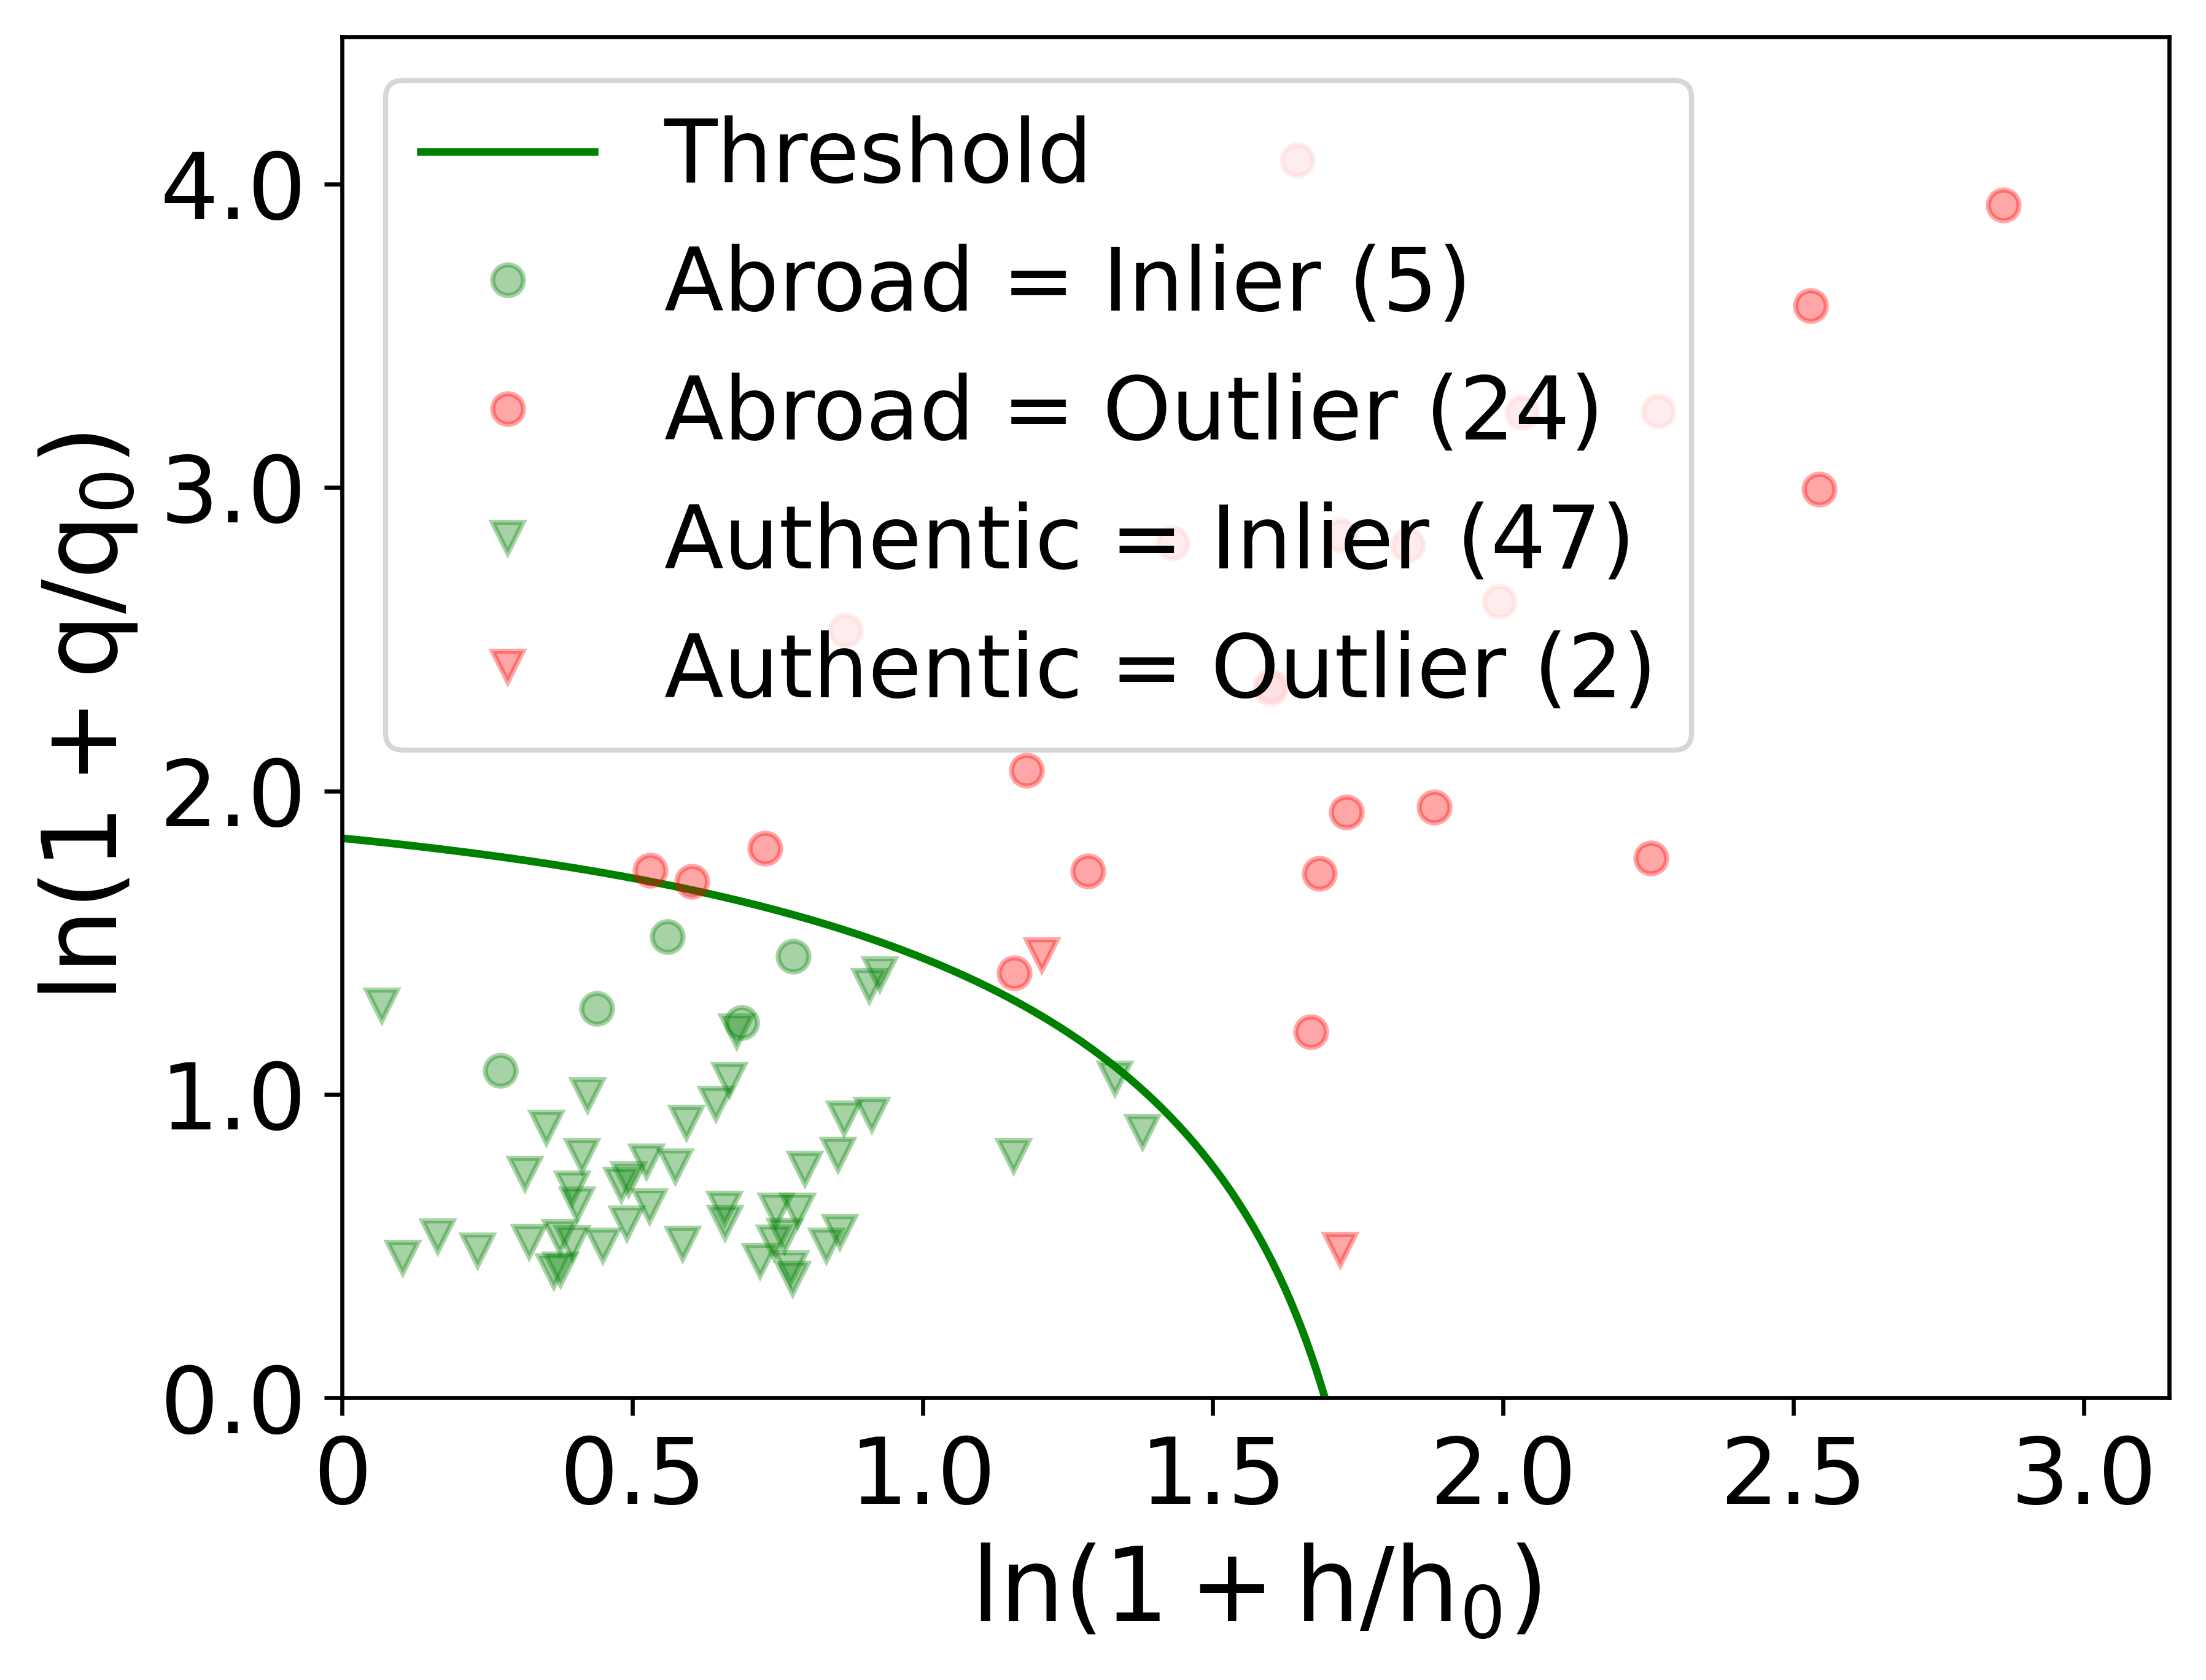 Threshold
Abroad = Inlier (5)
Abroad = Outlier (24)
Authentic = Inlier (47)
Authentic = Outlier (2)
ln(1 + q/q₀)
4.0
3.0
2.0
1.0
0.0
0 0.5 1.0 1.5 2.0 2.5 3.0
ln(1 + h/h₀)